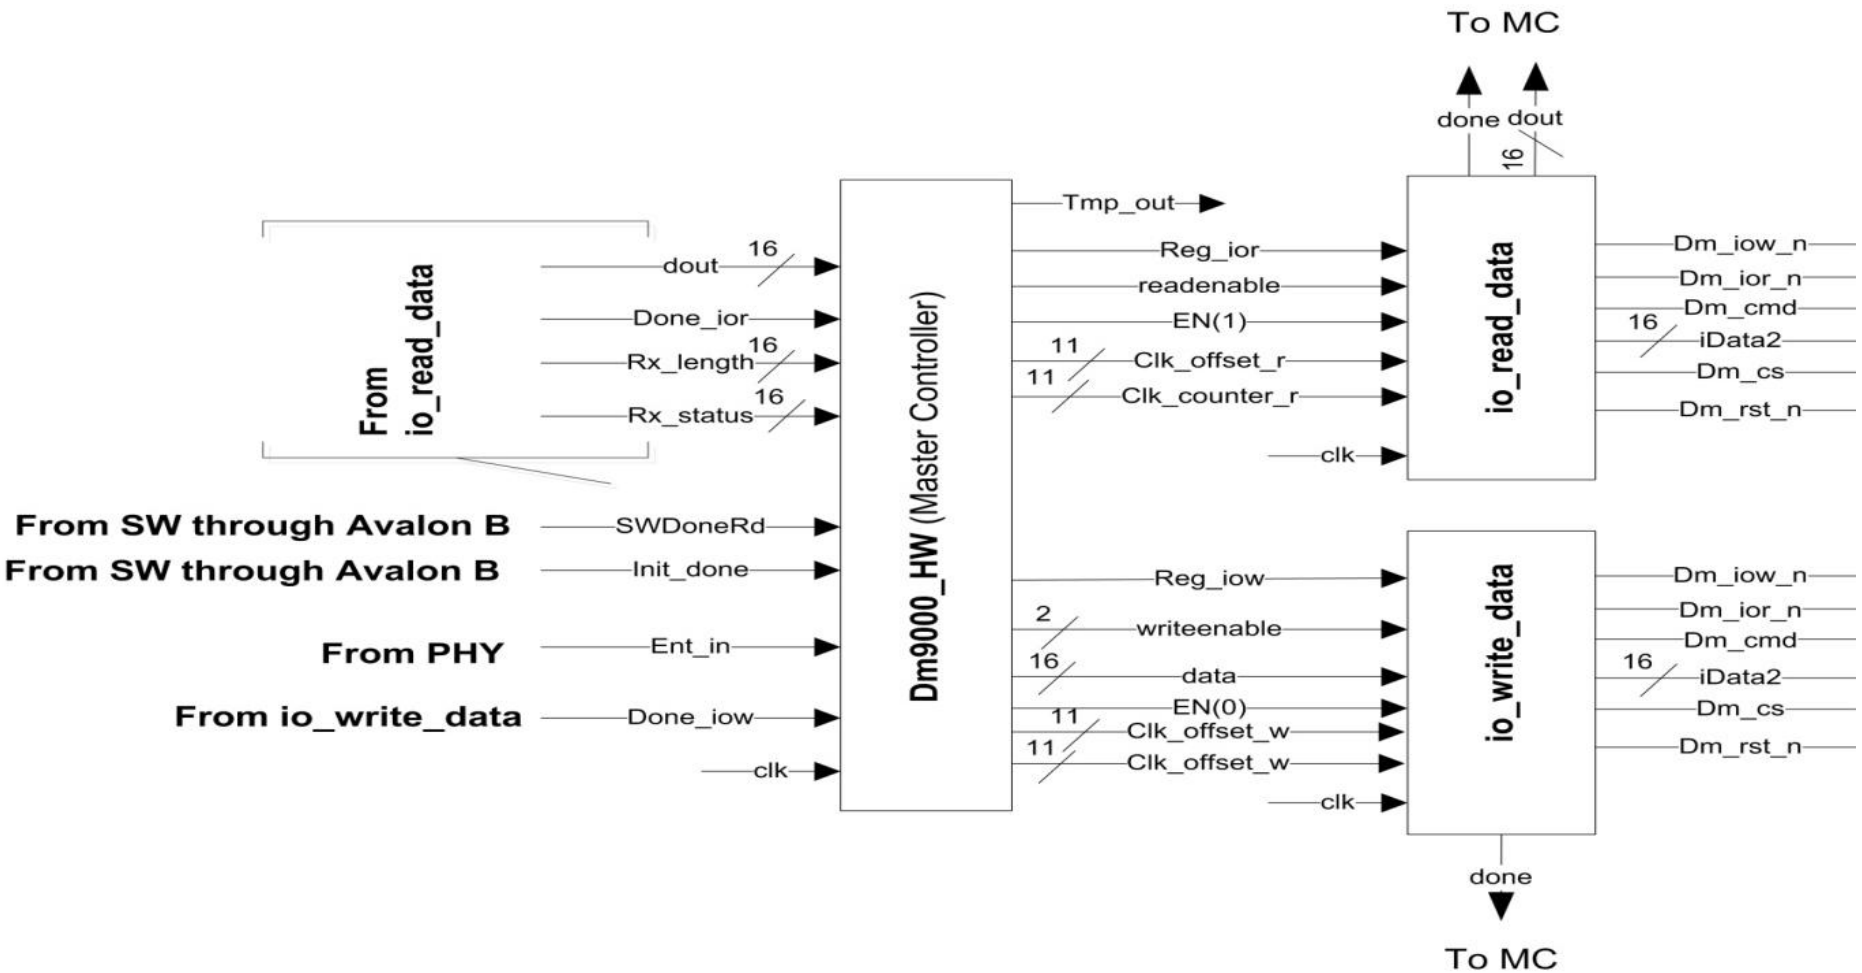 To MC
done
dout
16
Tmp_out
Reg_ior
readenable
EN(1)
11
Clk_offset_r
11
Clk_counter_r
clk
io_read_data
Dm_iow_n
Dm_ior_n
Dm_cmd
16
iData2
Dm_cs
Dm_rst_n
From
io_read_data
16
dout
Done_ior
16
Rx_length
16
Rx_status
From SW through Avalon B
SWDoneRd
From SW through Avalon B
Init_done
From PHY
Ent_in
From io_write_data
Done_iow
clk
Dm9000_HW (Master Controller)
Reg_iow
2
writeenable
16
data
EN(0)
11
Clk_offset_w
11
Clk_offset_w
clk
io_write_data
Dm_iow_n
Dm_ior_n
Dm_cmd
16
iData2
Dm_cs
Dm_rst_n
done
To MC